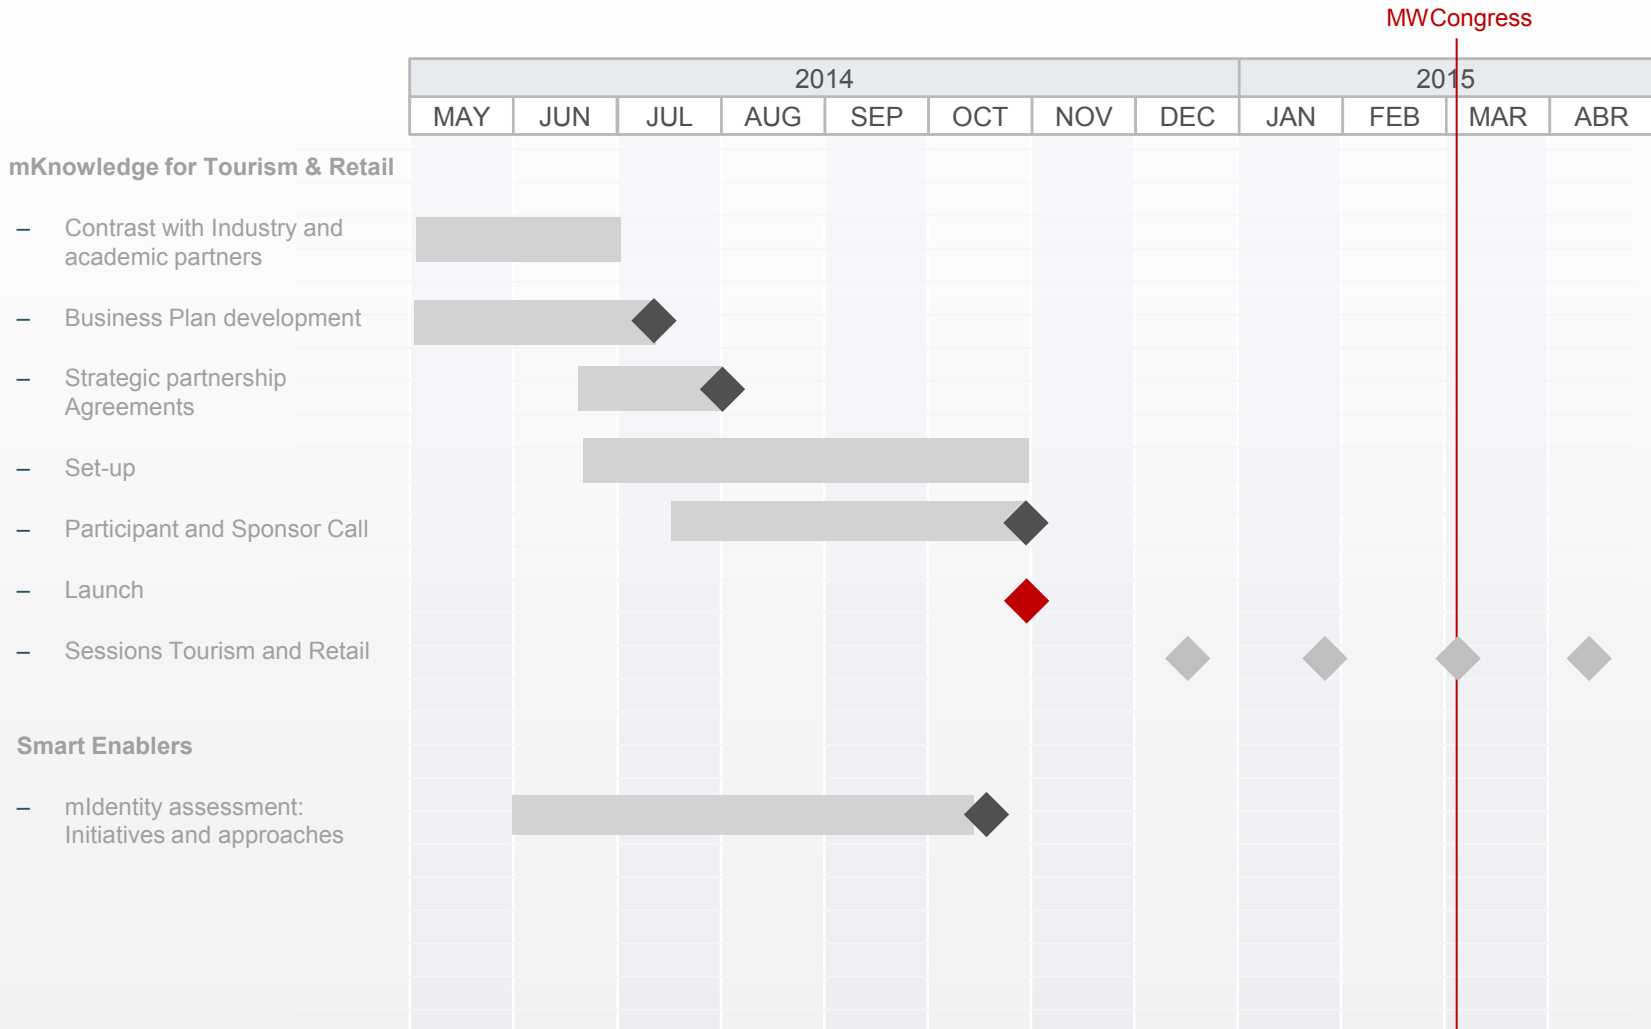 MWCongress
2014 2015
MAY JUN JUL AUG SEP OCT NOV DEC JAN FEB MAR ABR
mKnowledge for Tourism & Retail
– Contrast with Industry and
academic partners
– Business Plan development
– Strategic partnership
Agreements
– Set-up
– Participant and Sponsor Call
– Launch
– Sessions Tourism and Retail
Smart Enablers
– mIdentity assessment:
Initiatives and approaches